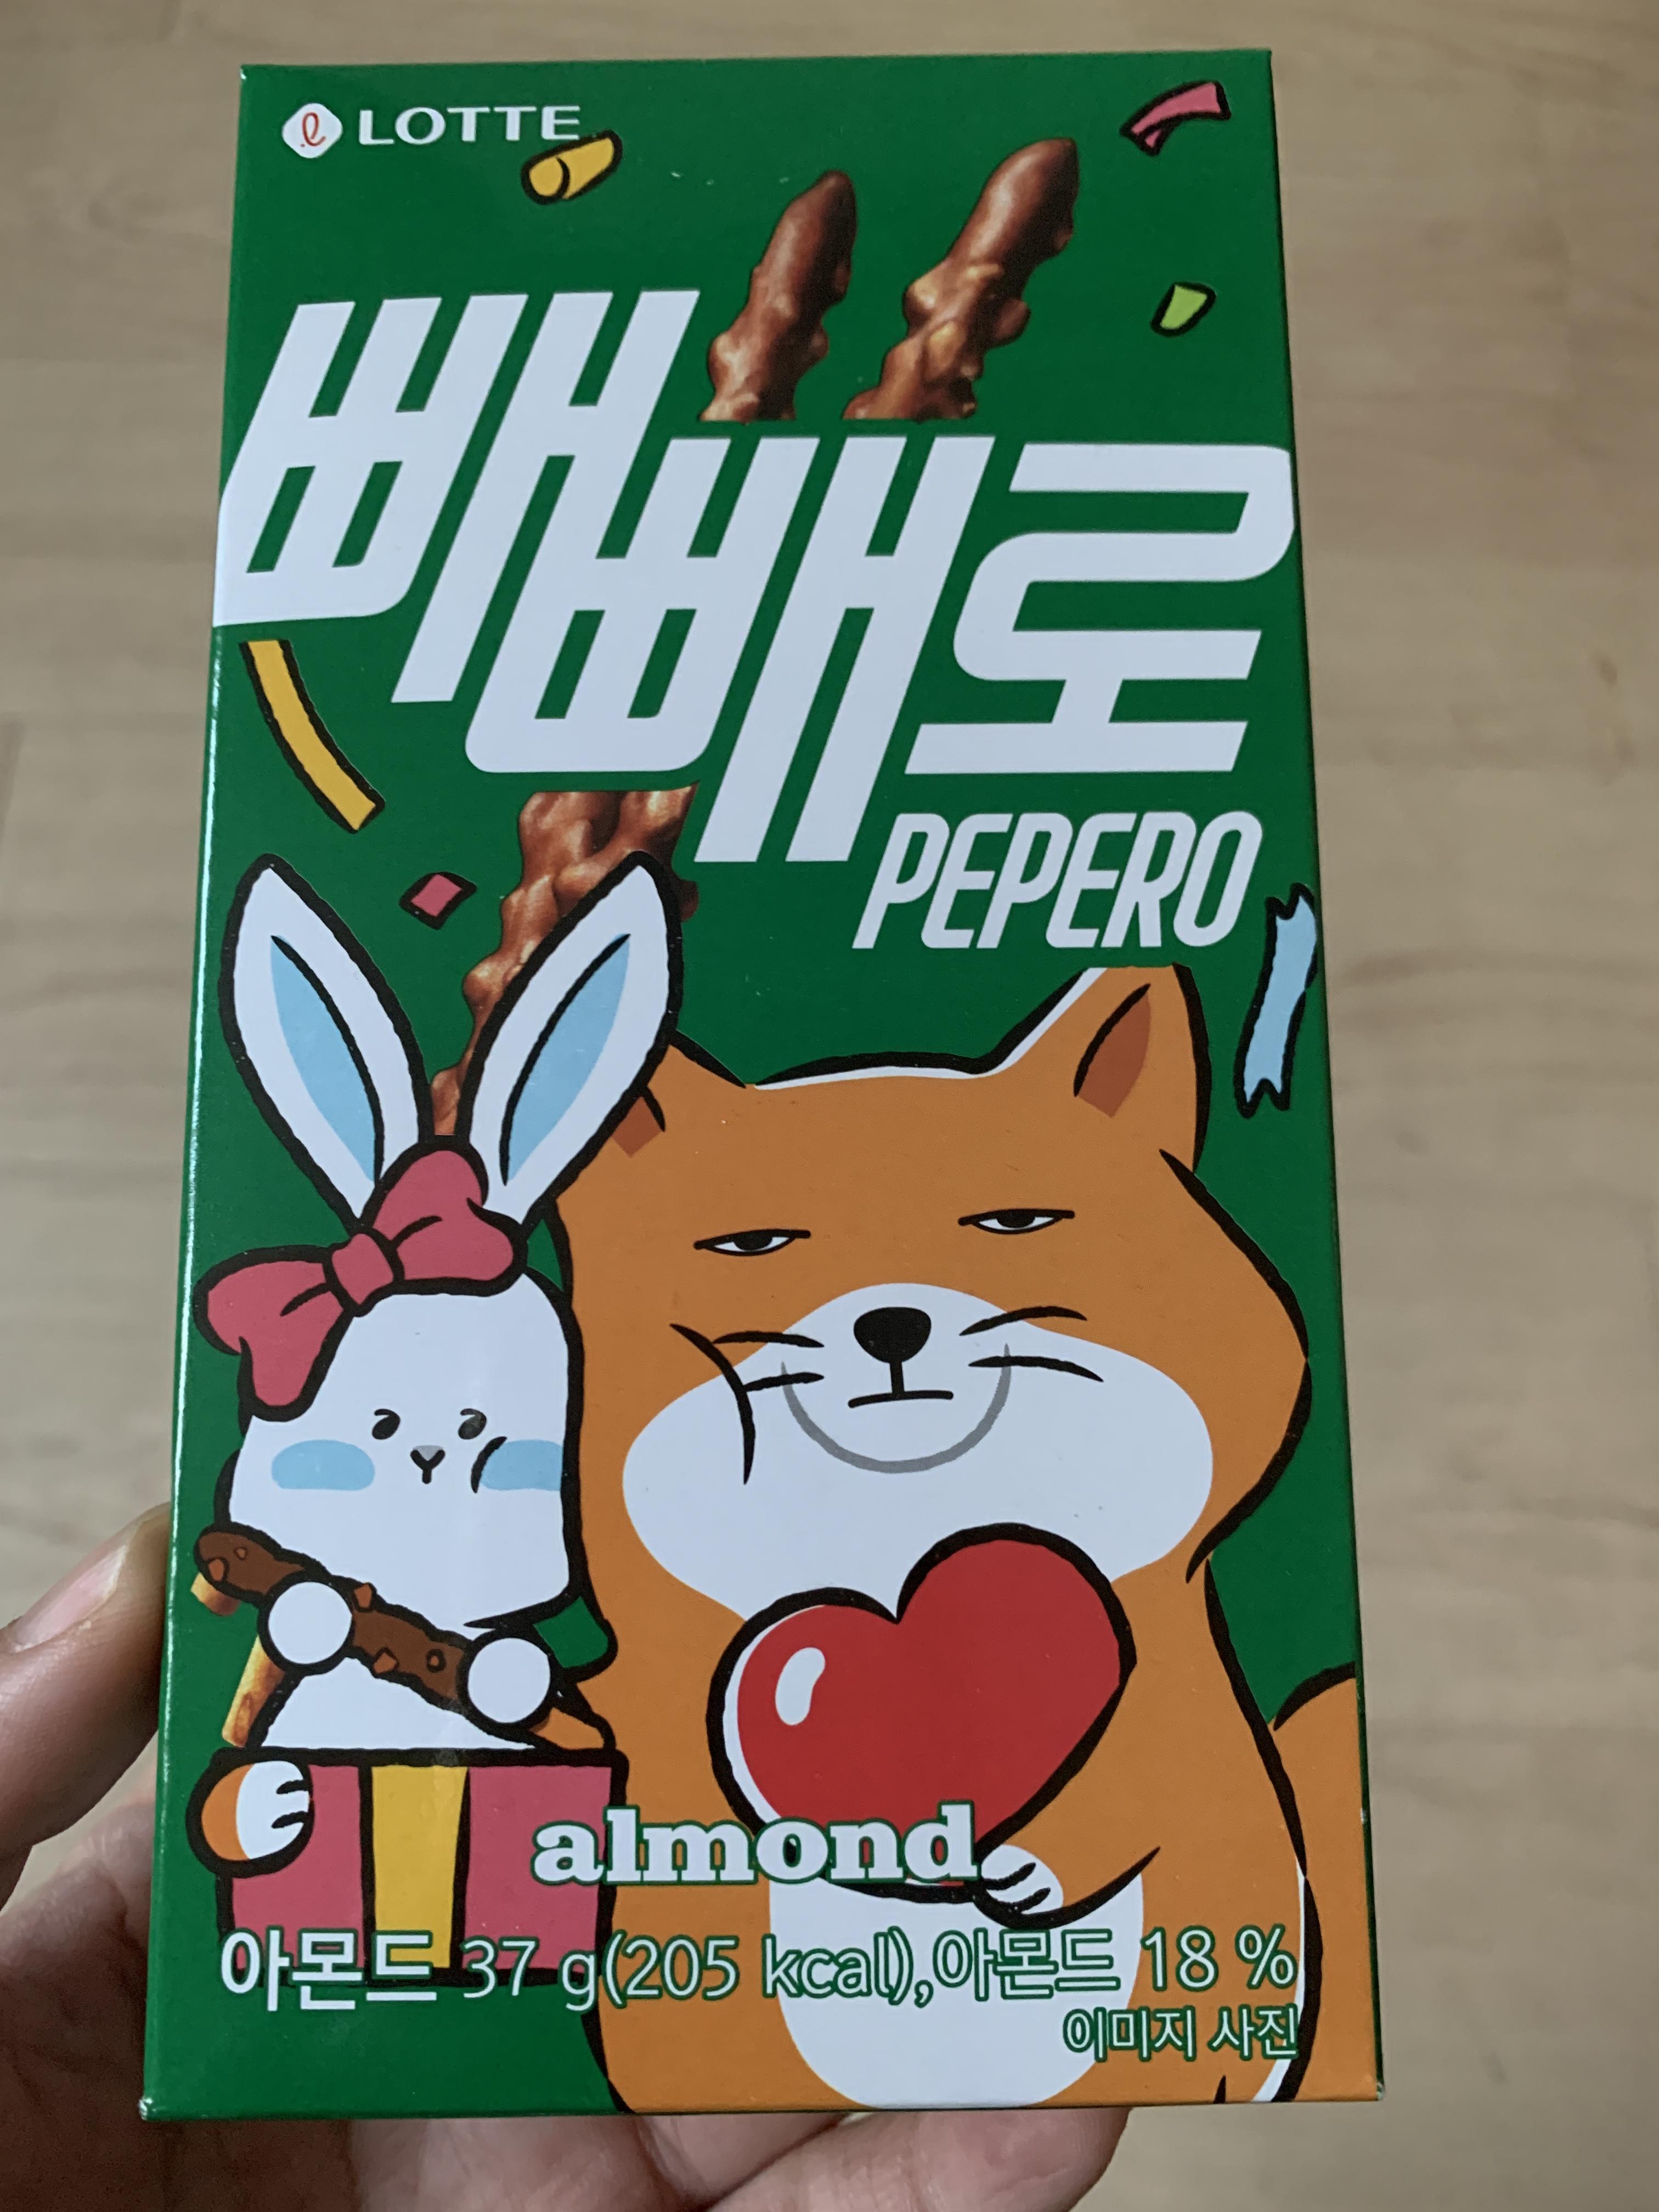 LOTTE
빼빼로
PEPERO
almond
아몬드 37 g(205 kcal),아몬드 18 %
이미지 사진